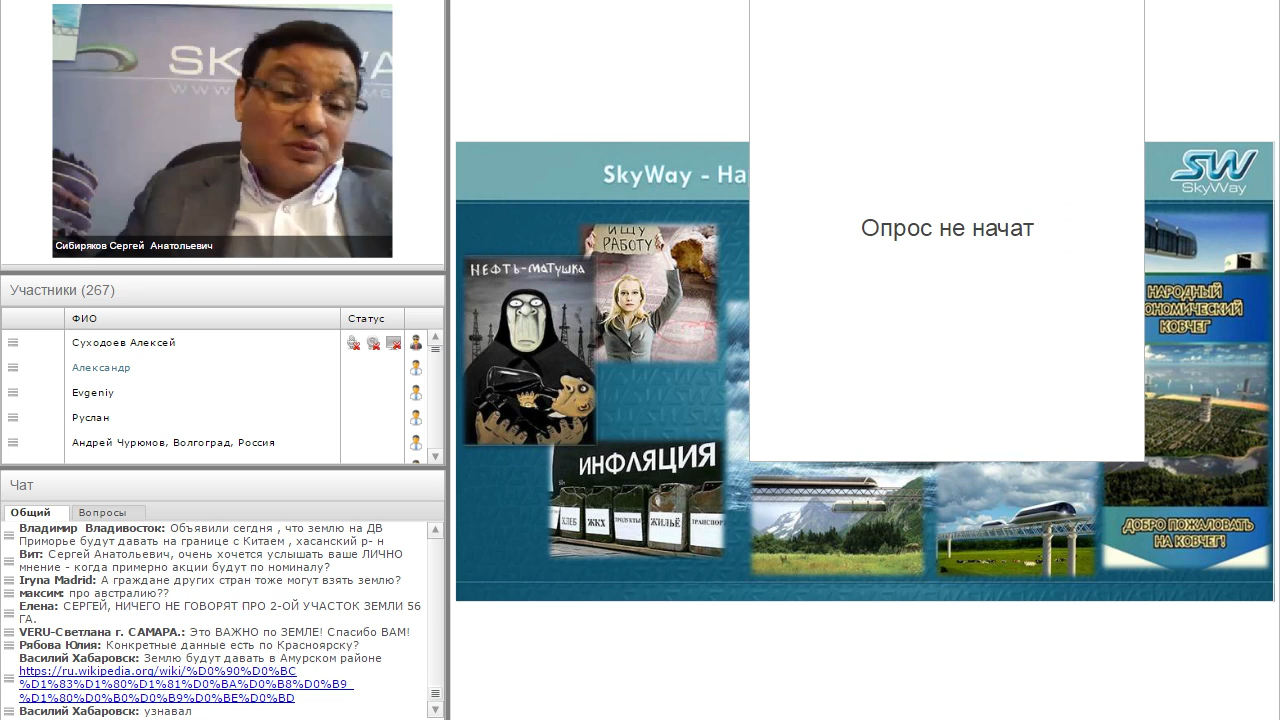 SKYWAY
Сибиряков Сергей Анатольевич
Участники (267)
ФИО
Статус
Суходоев Алексей
Александр
Evgeniy
Руслан
Андрей Чурюмов, Волгоград, Россия
Чат
Общий
Вопросы
Владимир Владивосток: Объявили сегдня , что землю на ДВ
Приморье будут давать на границе с Китаем , хасанский р- н
Вит: Сергей Анатольевич, очень хочется услышать ваше ЛИЧНО
мнение - когда примерно акции будут по номиналу?
Iryna Madrid: А граждане других стран тоже могут взять землю?
максим: про австралию??
Елена: СЕРГЕЙ, НИЧЕГО НЕ ГОВОРЯТ ПРО 2-ОЙ УЧАСТОК ЗЕМЛИ 56
ГА.
VERU-Светлана г. САМАРА.: Это ВАЖНО по ЗЕМЛЕ! Спасибо ВАМ!
Рябова Юлия: Конкретные данные есть по Красноярску?
Василий Хабаровск: Землю будут давать в Амурском районе
https://ru.wikipedia.org/wiki/%D0%90%D0%BC
%D1%83%D1%80%D1%81%D0%BA%D0%B8%D0%B9_
%D1%80%D0%B0%D0%B9%D0%BE%D0%BD
Василий Хабаровск: узнавал
SkyWay - На
SW
SkyWay
Опрос не начат
ИЩУ
РАБОТУ
НЕФТЬ-МАТУШКА
ИНФЛЯЦИЯ
ХЛЕБ
ЖКХ
ПРОДУКТЫ
ЖИЛЬЁ
ТРАНСПОР
НАРОДНЫЙ
ОНОМИЧЕСКИЙ
КОВЧЕГ
ДОБРО ПОЖАЛОВАТЬ
НА КОВЧЕГ!